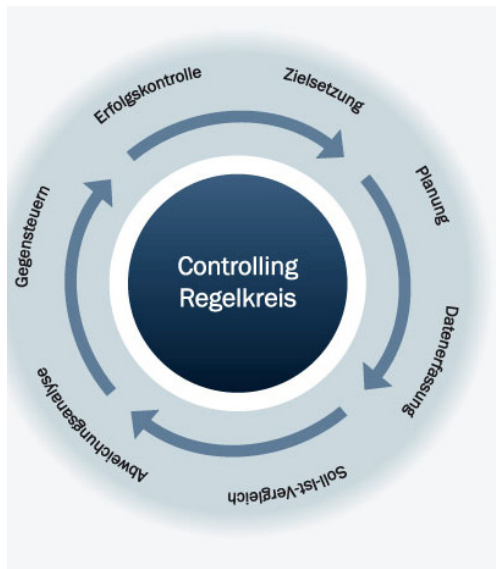 Controlling
Regelkreis
Zielsetzung
Planung
Datenerfassung
Soll-Ist-Vergleich
Abweichungsanalyse
Gegensteuern
Erfolgskontrolle